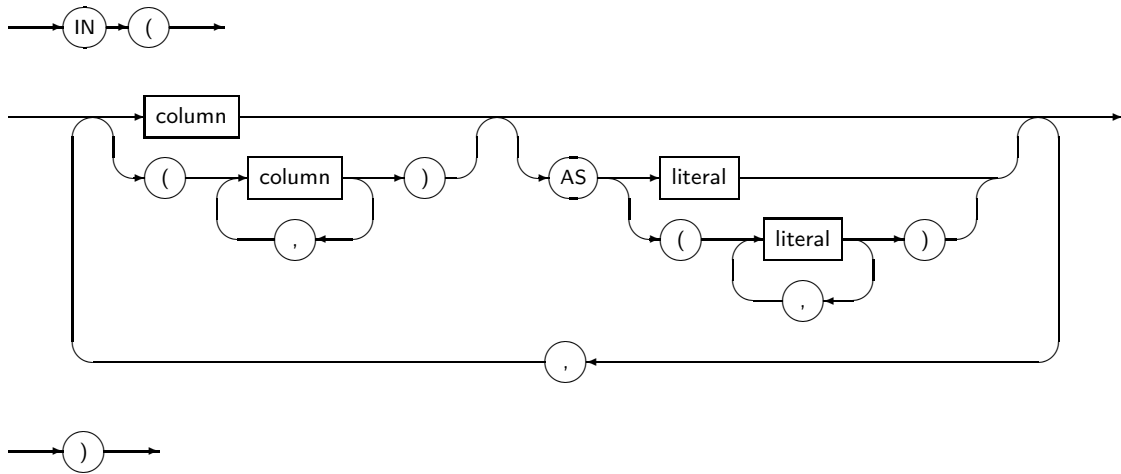 IN (
column
( column ) AS literal
, ( literal )
,
,
)